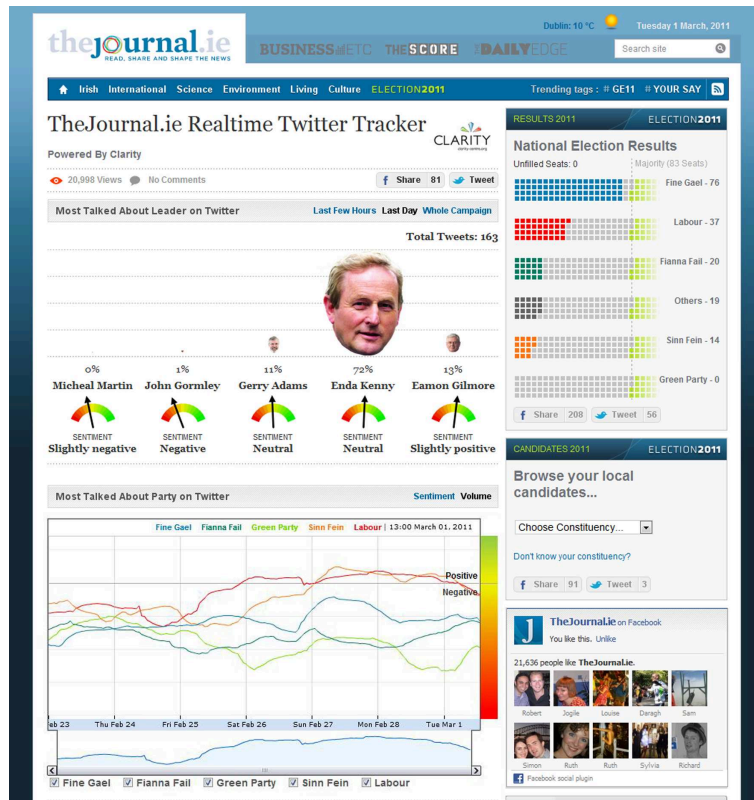 Dublin: 10 °C
Tuesday 1 March, 2011
thejournal.ie
READ, SHARE AND SHAPE THE NEWS
BUSINESS ETC THE SCORE THE DAILY EDGE
Search site
Irish International Science Environment Living Culture ELECTION2011
Trending tags : # GE11 # YOUR SAY
TheJournal.ie Realtime Twitter Tracker
CLARITY
Powered By Clarity
20,998 Views No Comments
Share 81 Tweet
Most Talked About Leader on Twitter
Last Few Hours Last Day Whole Campaign
Total Tweets: 163
0% 1% 11% 72% 13%
Micheal Martin John Gormley Gerry Adams Enda Kenny Eamon Gilmore
SENTIMENT SENTIMENT SENTIMENT SENTIMENT SENTIMENT
Slightly negative Negative Neutral Neutral Slightly positive
Most Talked About Party on Twitter
Sentiment Volume
Fine Gael Fianna Fail Green Party Sinn Fein Labour | 13:00 March 01, 2011
Positive
Negative
eb 23 Thu Feb 24 Fri Feb 25 Sat Feb 26 Sun Feb 27 Mon Feb 28 Tue Mar 1
Fine Gael Fianna Fail Green Party Sinn Fein Labour
RESULTS 2011 ELECTION2011
National Election Results
Unfilled Seats: 0 Majority (83 Seats)
Fine Gael - 76
Labour - 37
Fianna Fail - 20
Others - 19
Sinn Fein - 14
Green Party - 0
Share 208 Tweet 56
CANDIDATES 2011 ELECTION2011
Browse your local
candidates...
Choose Constituency...
Don't know your constituency?
Share 91 Tweet 3
TheJournal.ie on Facebook
You like this. Unlike
21,636 people like TheJournal.ie.
Robert Jogile Louise Daragh Sam
Simon Ruth Ruth Sylvia Richard
Facebook social plugin